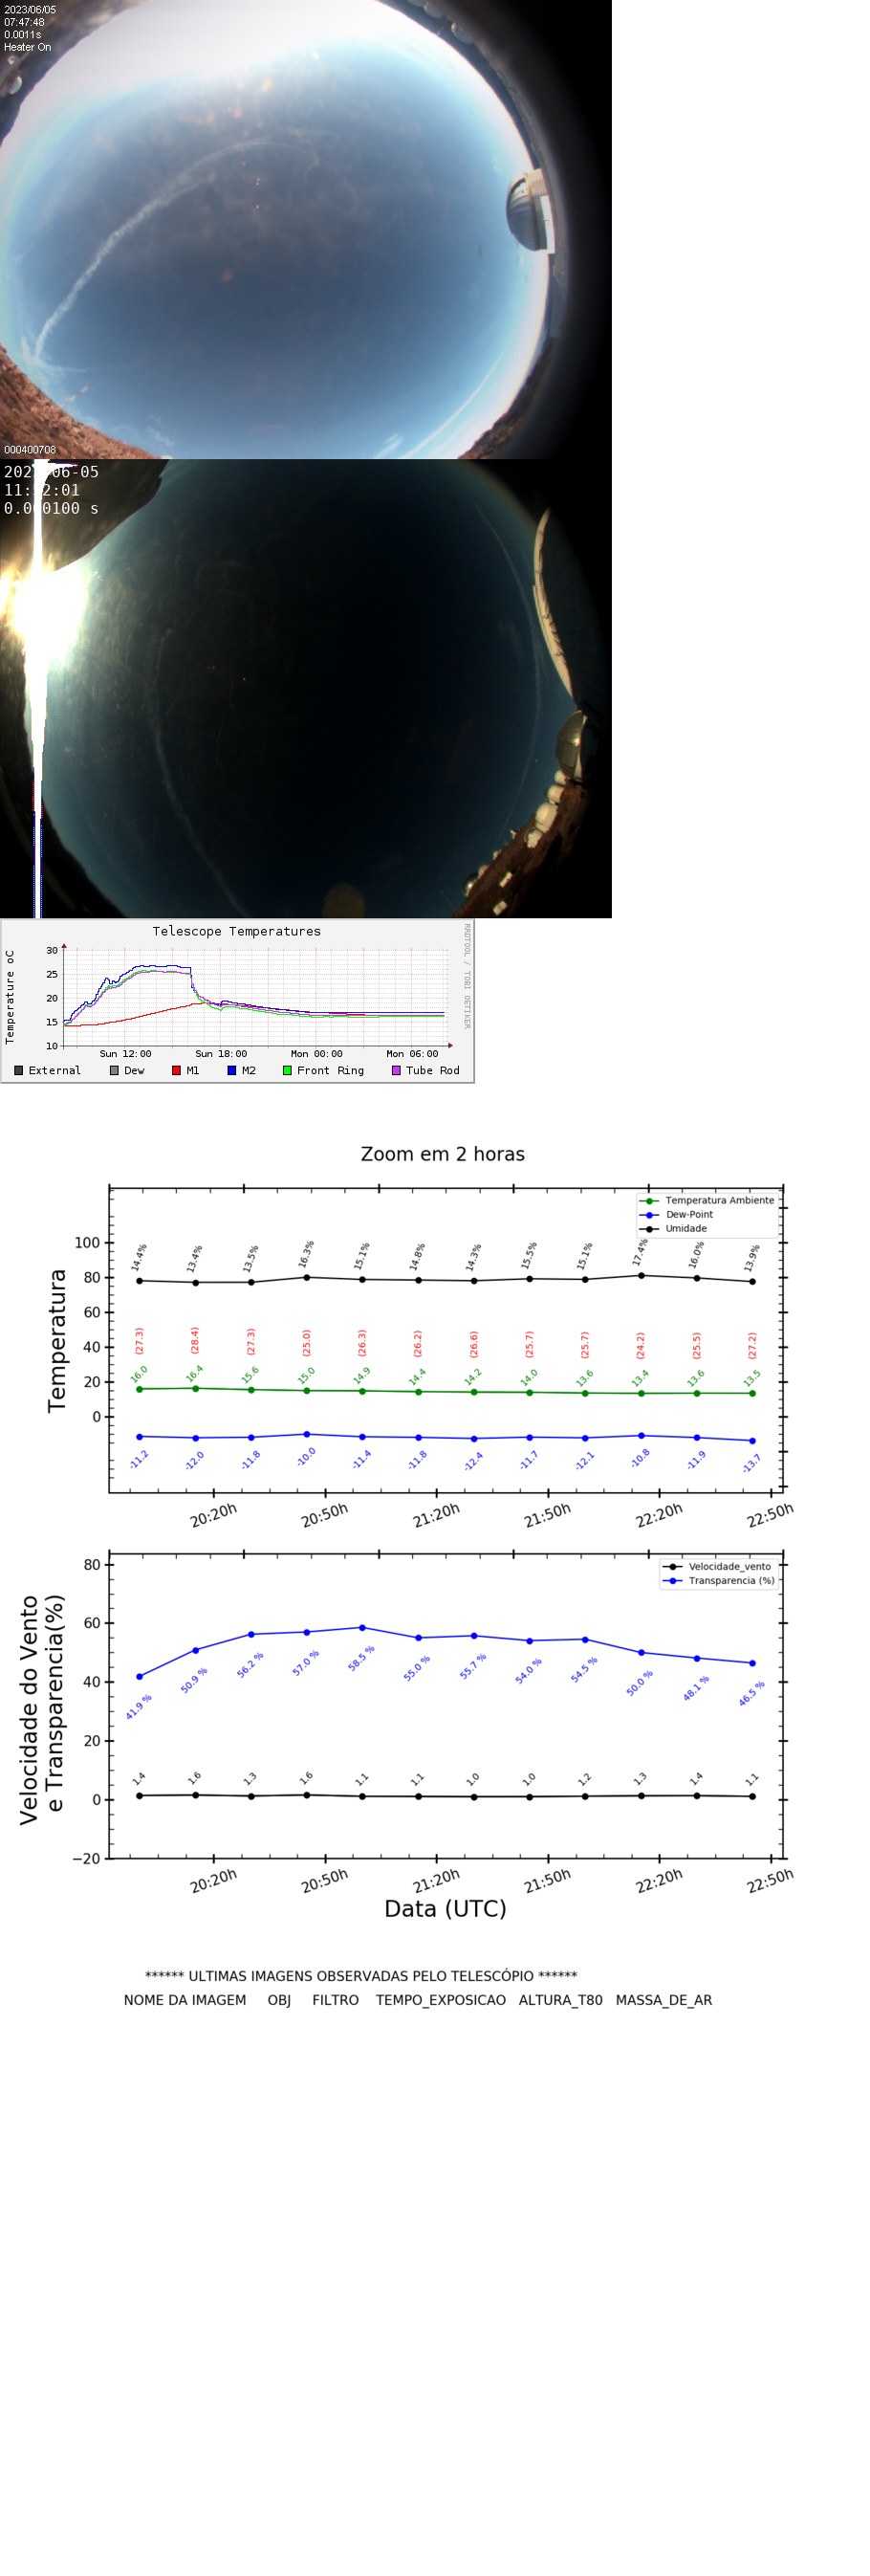 2023/06/05
07:47:48
0.0011s
Heater On
000400708
06-05
11: 2:01
0.0 0100 s
Telescope Temperatures
RRDTOOL / TOBI OETIKER
Temperature oC
30
25
20
15
10
Sun 12:00 Sun 18:00 Mon 00:00 Mon 06:00
External Dew M1 M2 Front Ring Tube Rod
Zoom em 2 horas
Temperatura Ambiente
Dew-Point
Umidade
Temperatura
100
80
60
40
20
0
14.4% 13.4% 13.5% 16.3% 15.1% 14.8% 14.3% 15.5% 15.1% 17.4% 16.0% 13.9%
(27.3) (28.4) (27.3) (25.0) (26.3) (26.2) (26.6) (25.7) (25.7) (24.2) (25.5) (27.2)
16.0 16.4 15.6 15.0 14.9 14.4 14.2 14.0 13.6 13.4 13.6 13.5
-11.2 -12.0 -11.8 -10.0 -11.4 -11.8 -12.4 -11.7 -12.1 -10.8 -11.9 -13.7
20:20h 20:50h 21:20h 21:50h 22:20h 22:50h
Velocidade_vento
Transparencia (%)
Velocidade do Vento
e Transparencia(%)
80
60
40
20
0
−20
41.9 % 50.9 % 56.2 % 57.0 % 58.5 % 55.0 % 55.7 % 54.0 % 54.5 % 50.0 % 48.1 % 46.5 %
1.4 1.6 1.3 1.6 1.1 1.1 1.0 1.0 1.2 1.3 1.4 1.1
20:20h 20:50h 21:20h 21:50h 22:20h 22:50h
Data (UTC)
****** ULTIMAS IMAGENS OBSERVADAS PELO TELESCÓPIO ******
NOME DA IMAGEM OBJ FILTRO TEMPO_EXPOSICAO ALTURA_T80 MASSA_DE_AR